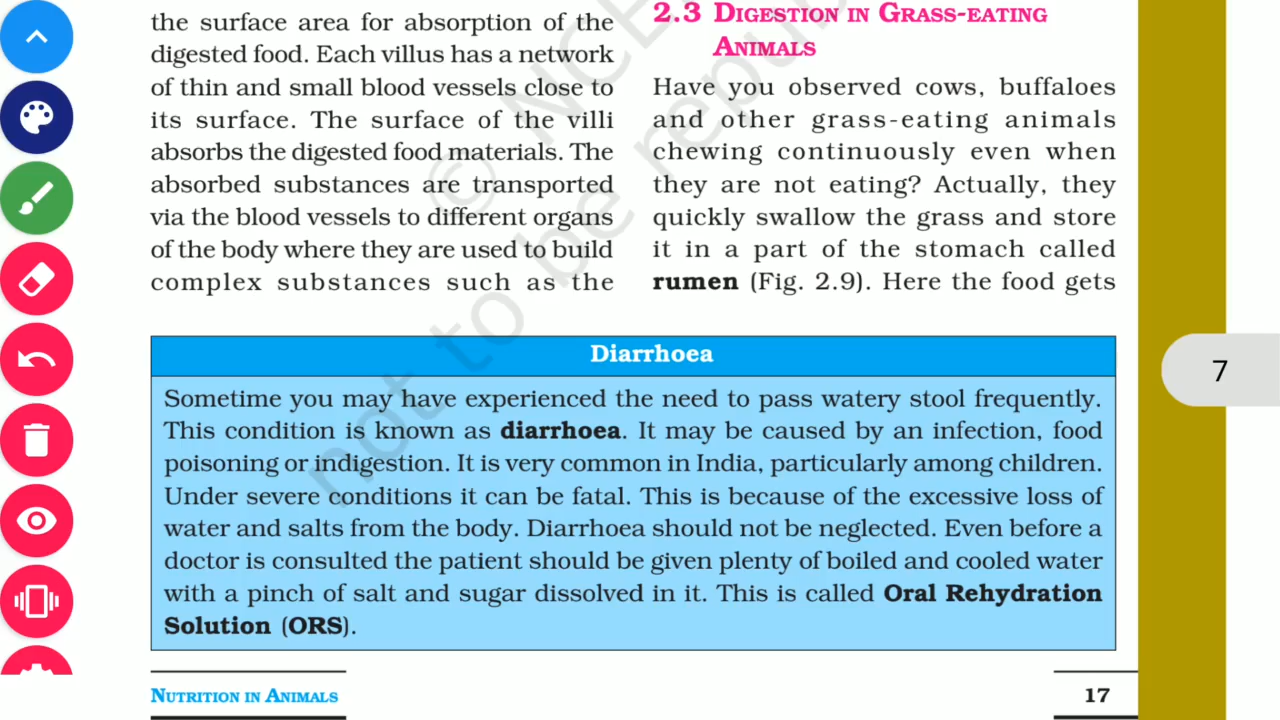 the surface area for absorption of the
digested food. Each villus has a network
of thin and small blood vessels close to
its surface. The surface of the villi
absorbs the digested food materials. The
absorbed substances are transported
via the blood vessels to different organs
of the body where they are used to build
complex substances such as the
2.3 DIGESTION IN GRASS-EATING
ANIMALS
Have you observed cows, buffaloes
and other grass-eating animals
chewing continuously even when
they are not eating? Actually, they
quickly swallow the grass and store
it in a part of the stomach called
rumen (Fig. 2.9). Here the food gets
Diarrhoea
Sometime you may have experienced the need to pass watery stool frequently.
This condition is known as diarrhoea. It may be caused by an infection, food
poisoning or indigestion. It is very common in India, particularly among children.
Under severe conditions it can be fatal. This is because of the excessive loss of
water and salts from the body. Diarrhoea should not be neglected. Even before a
doctor is consulted the patient should be given plenty of boiled and cooled water
with a pinch of salt and sugar dissolved in it. This is called Oral Rehydration
Solution (ORS).
NUTRITION IN ANIMALS
17
7
© NCE
not to be repu